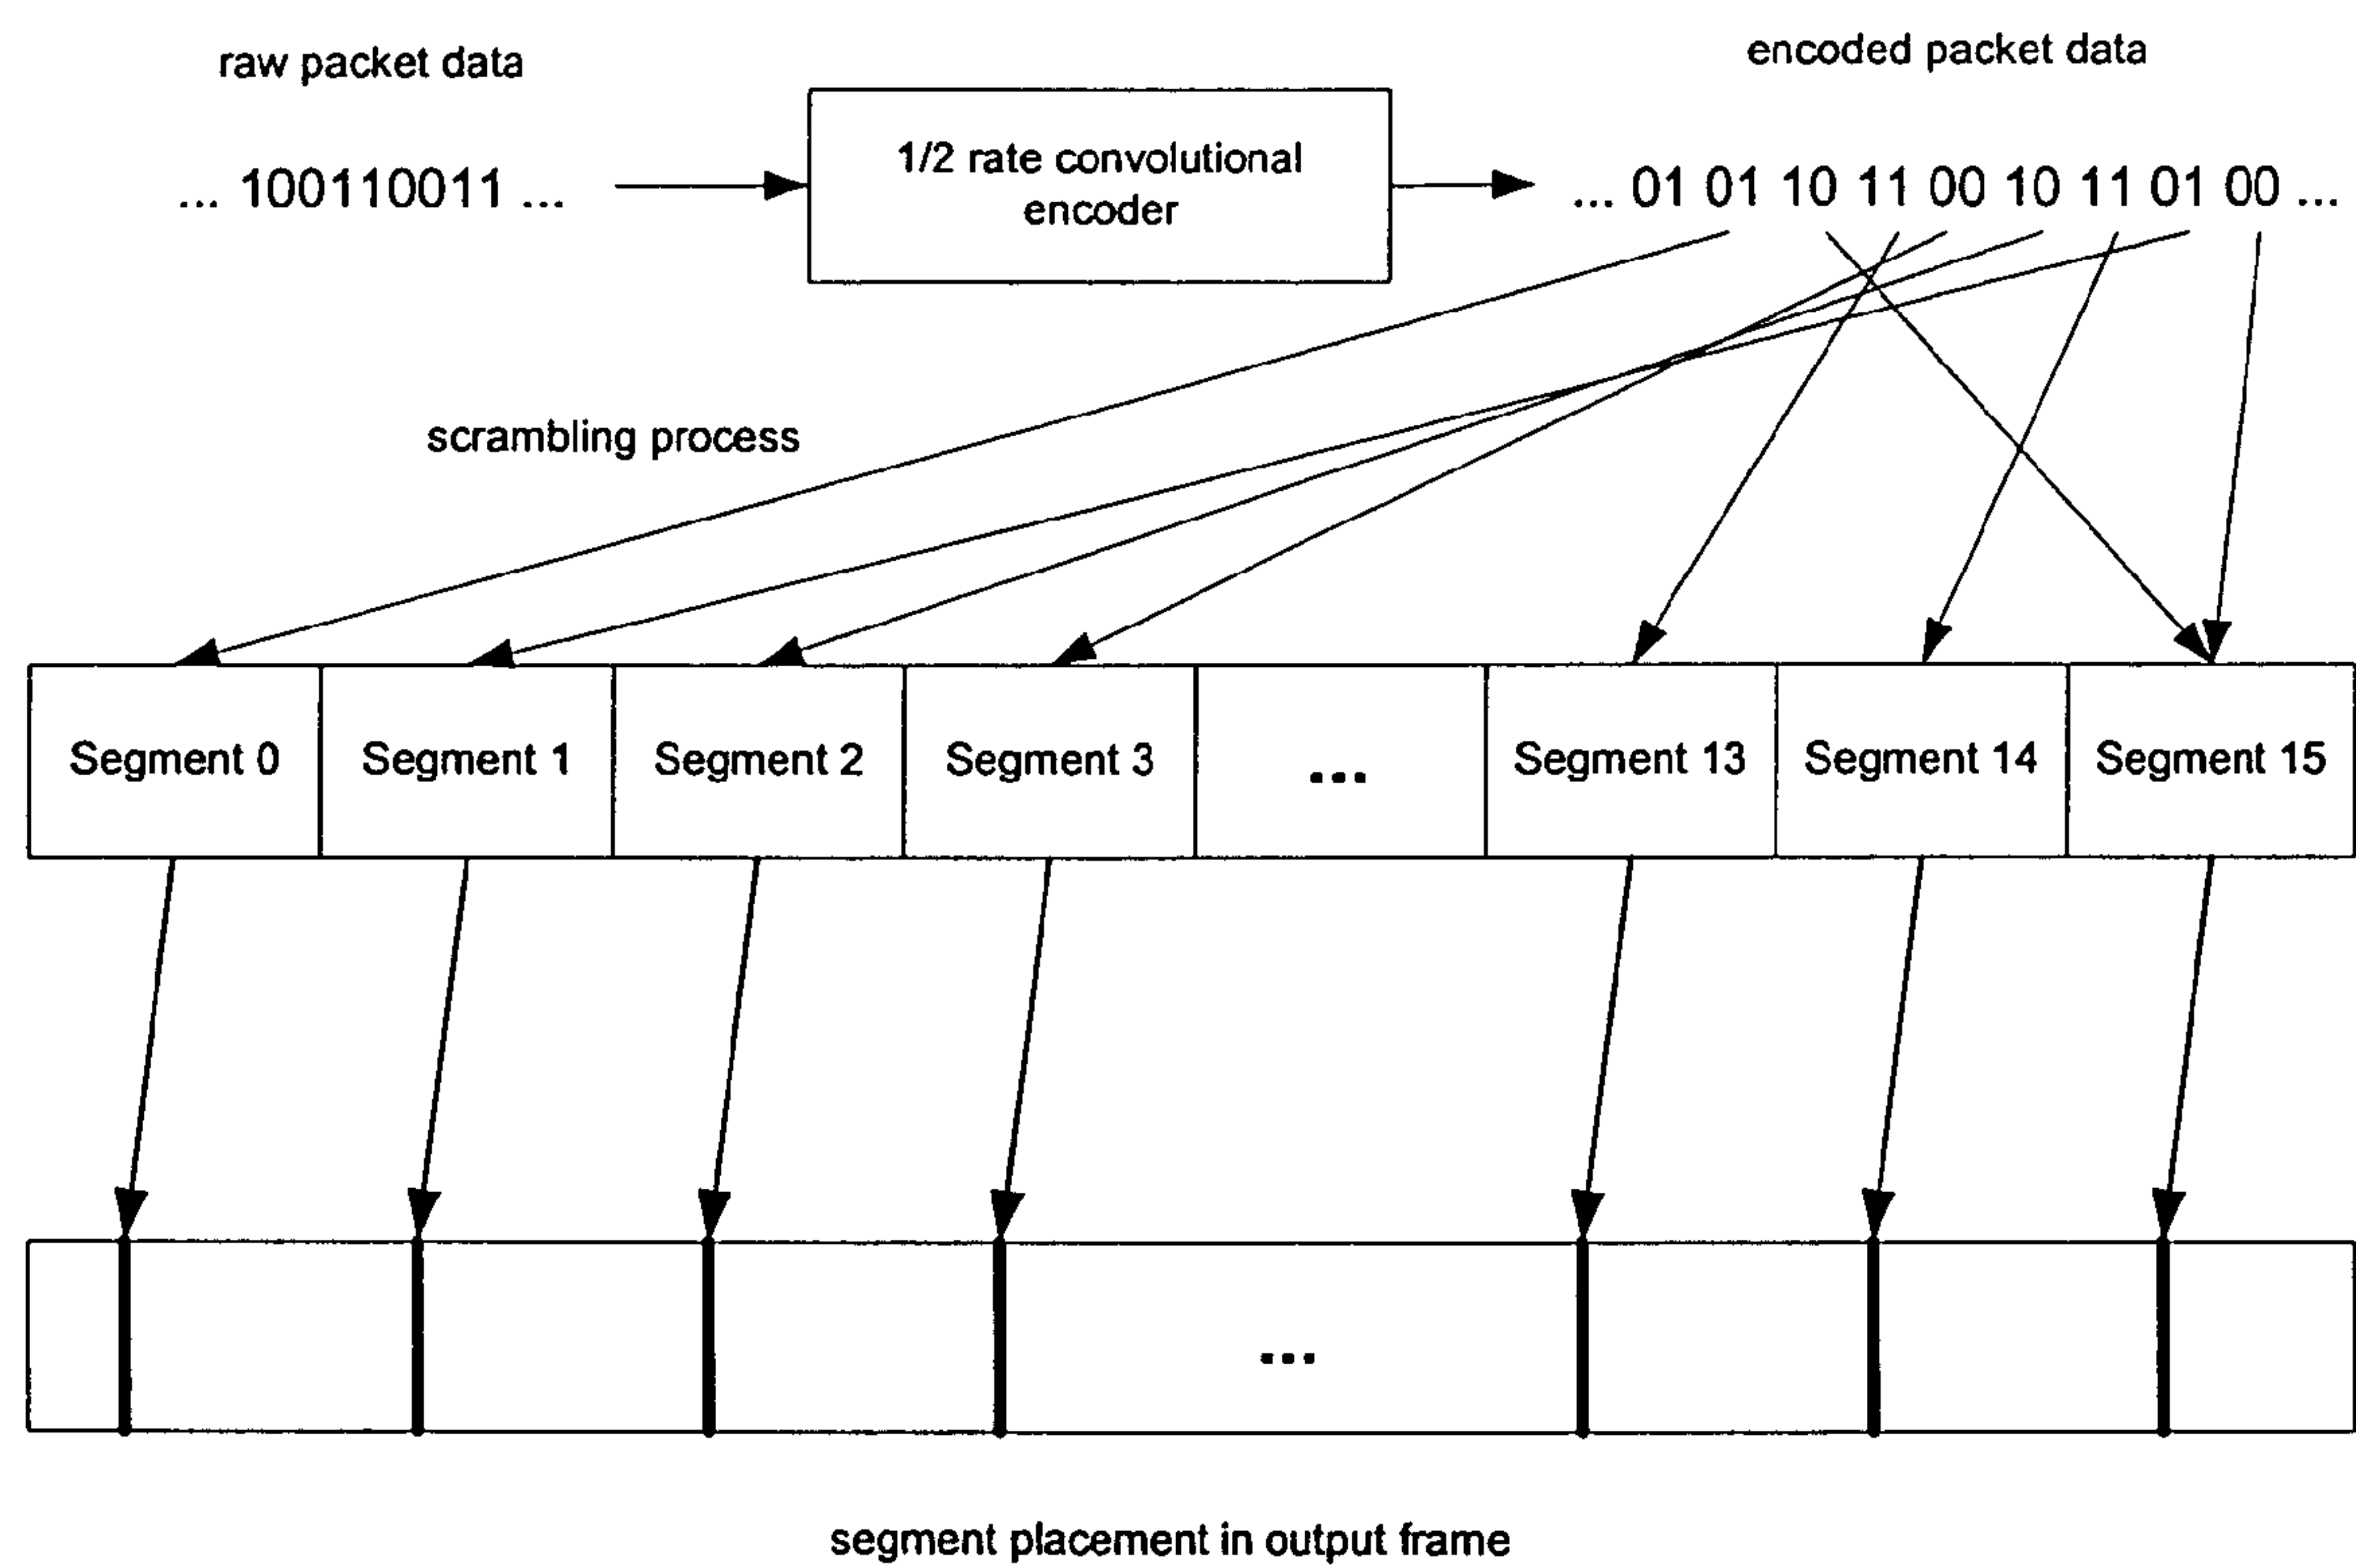 raw packet data
encoded packet data
... 100110011 ...
1/2 rate convolutional
encoder
... 01 01 10 11 00 10 11 01 00 ...
scrambling process
Segment 0
Segment 1
Segment 2
Segment 3
...
Segment 13
Segment 14
Segment 15
...
segment placement in output frame